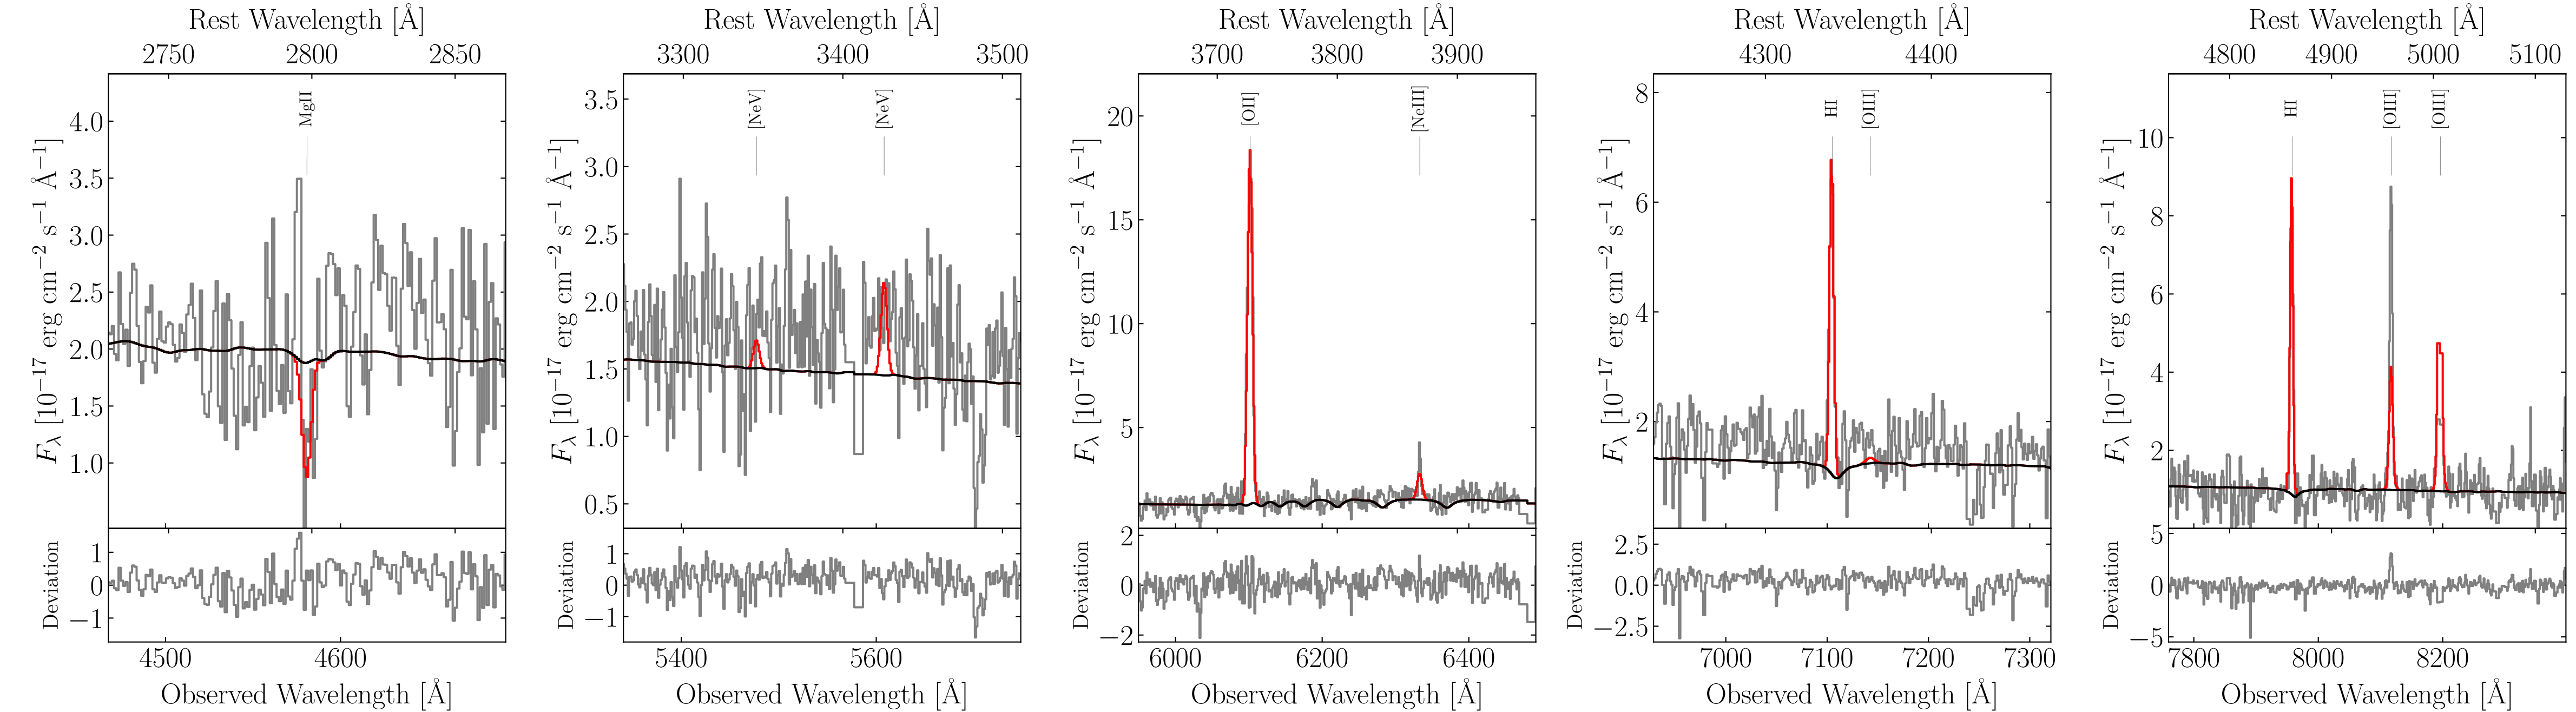 Rest Wavelength [Å]
2750 2800 2850
MgII
F_λ [10⁻¹⁷ erg cm⁻² s⁻¹ Å⁻¹]
4.0
3.5
3.0
2.5
2.0
1.5
1.0
Deviation
1
0
−1
4500 4600
Observed Wavelength [Å]
Rest Wavelength [Å]
3300 3400 3500
[NeV] [NeV]
F_λ [10⁻¹⁷ erg cm⁻² s⁻¹ Å⁻¹]
3.5
3.0
2.5
2.0
1.5
1.0
0.5
Deviation
1
0
−1
5400 5600
Observed Wavelength [Å]
Rest Wavelength [Å]
3700 3800 3900
[OII] [NeIII]
F_λ [10⁻¹⁷ erg cm⁻² s⁻¹ Å⁻¹]
20
15
10
5
Deviation
2
0
−2
6000 6200 6400
Observed Wavelength [Å]
Rest Wavelength [Å]
4300 4400
HI [OIII]
F_λ [10⁻¹⁷ erg cm⁻² s⁻¹ Å⁻¹]
8
6
4
2
Deviation
2.5
0.0
−2.5
7000 7100 7200 7300
Observed Wavelength [Å]
Rest Wavelength [Å]
4800 4900 5000 5100
HI [OIII] [OIII]
F_λ [10⁻¹⁷ erg cm⁻² s⁻¹ Å⁻¹]
10
8
6
4
2
Deviation
5
0
−5
7800 8000 8200
Observed Wavelength [Å]